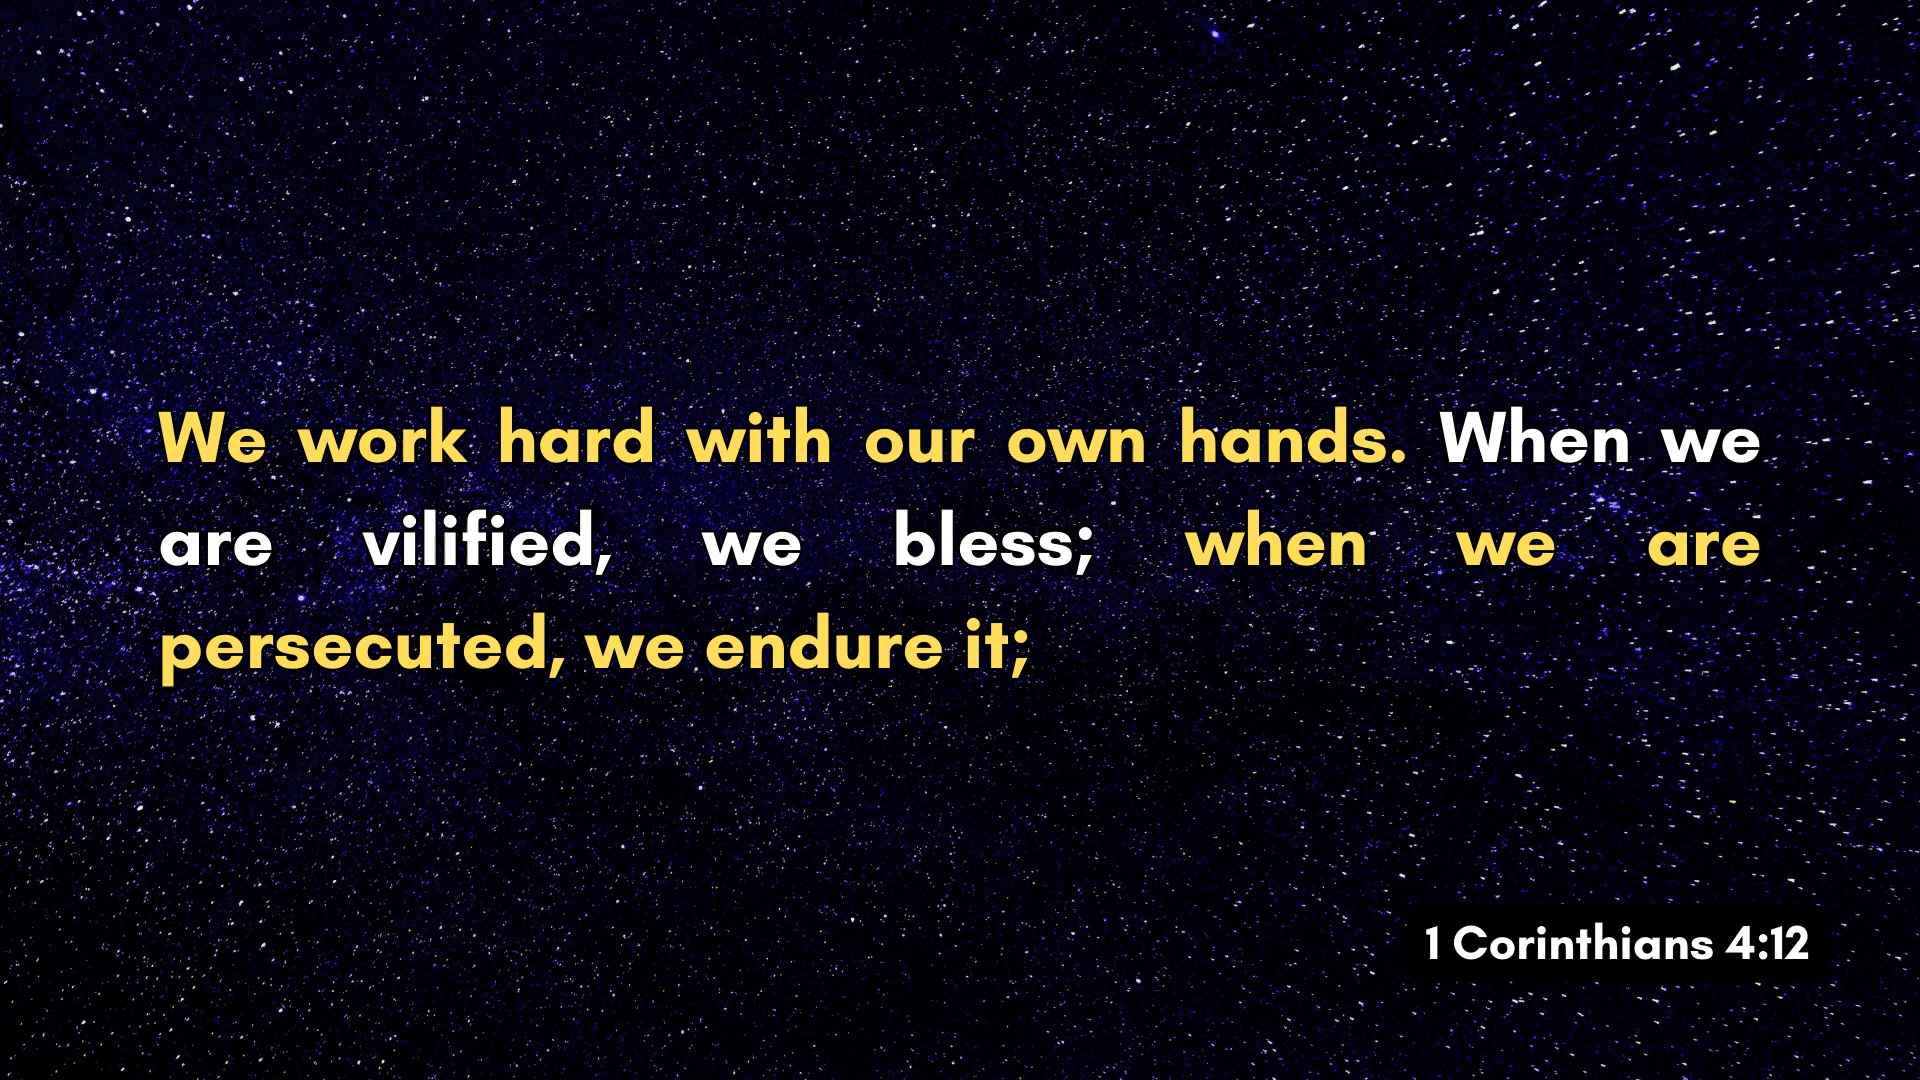 We work hard with our own hands. When we
are vilified, we bless; when we are
persecuted, we endure it;
1 Corinthians 4:12